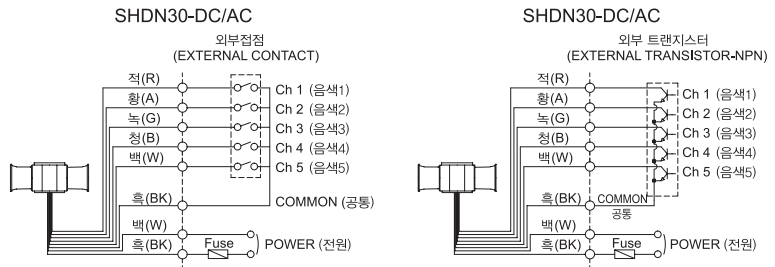 SHDN30-DC/AC
외부접점
(EXTERNAL CONTACT)
적(R)
황(A)
녹(G)
청(B)
백(W)
Ch 1 (음색1)
Ch 2 (음색2)
Ch 3 (음색3)
Ch 4 (음색4)
Ch 5 (음색5)
흑(BK)
COMMON (공통)
백(W)
흑(BK)
Fuse
POWER (전원)
SHDN30-DC/AC
외부 트랜지스터
(EXTERNAL TRANSISTOR-NPN)
적(R)
황(A)
녹(G)
청(B)
백(W)
Ch 1 (음색1)
Ch 2 (음색2)
Ch 3 (음색3)
Ch 4 (음색4)
Ch 5 (음색5)
흑(BK)
COMMON
공통
백(W)
흑(BK)
Fuse
POWER (전원)